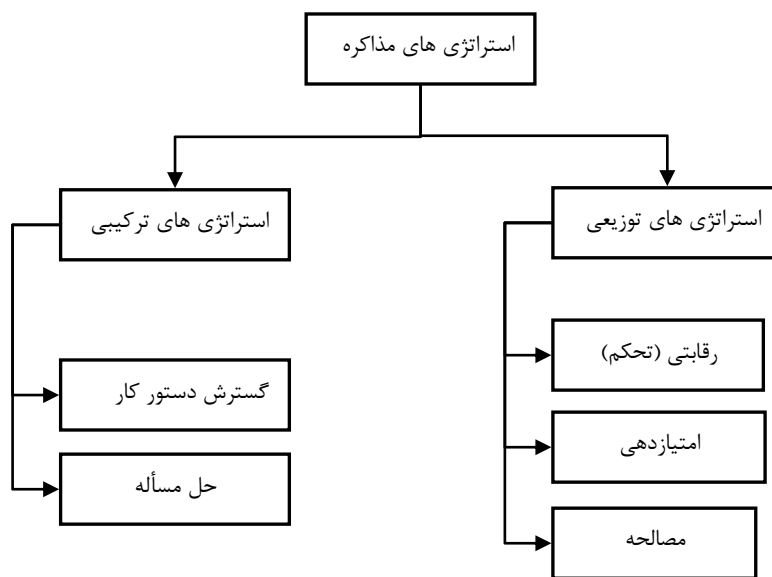 استراتژی های مذاکره
استراتژی های توزیعی
استراتژی های ترکیبی
رقابتی (تحکم)
گسترش دستور کار
امتیازدهی
حل مسأله
مصالحه